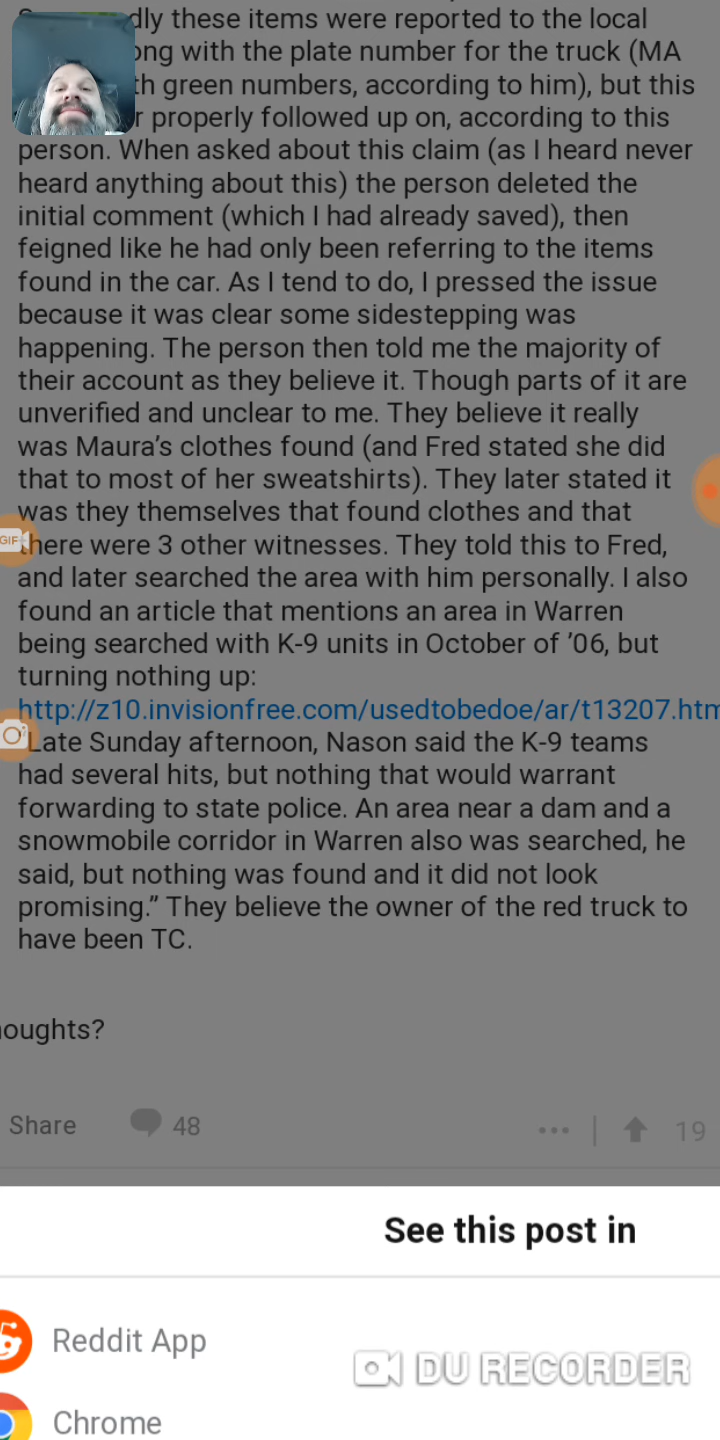 these items were reported to the local
with the plate number for the truck (MA
green numbers, according to him), but this
properly followed up on, according to this
person. When asked about this claim (as I heard never
heard anything about this) the person deleted the
initial comment (which I had already saved), then
feigned like he had only been referring to the items
found in the car. As I tend to do, I pressed the issue
because it was clear some sidestepping was
happening. The person then told me the majority of
their account as they believe it. Though parts of it are
unverified and unclear to me. They believe it really
was Maura’s clothes found (and Fred stated she did
that to most of her sweatshirts). They later stated it
was they themselves that found clothes and that
GIF
there were 3 other witnesses. They told this to Fred,
and later searched the area with him personally. I also
found an article that mentions an area in Warren
being searched with K-9 units in October of ’06, but
turning nothing up:
http://z10.invisionfree.com/usedtobedoe/ar/t13207.htm
Late Sunday afternoon, Nason said the K-9 teams
had several hits, but nothing that would warrant
forwarding to state police. An area near a dam and a
snowmobile corridor in Warren also was searched, he
said, but nothing was found and it did not look
promising.” They believe the owner of the red truck to
have been TC.
houghts?
Share 48 ••• | 19
See this post in
Reddit App
DU RECORDER
Chrome